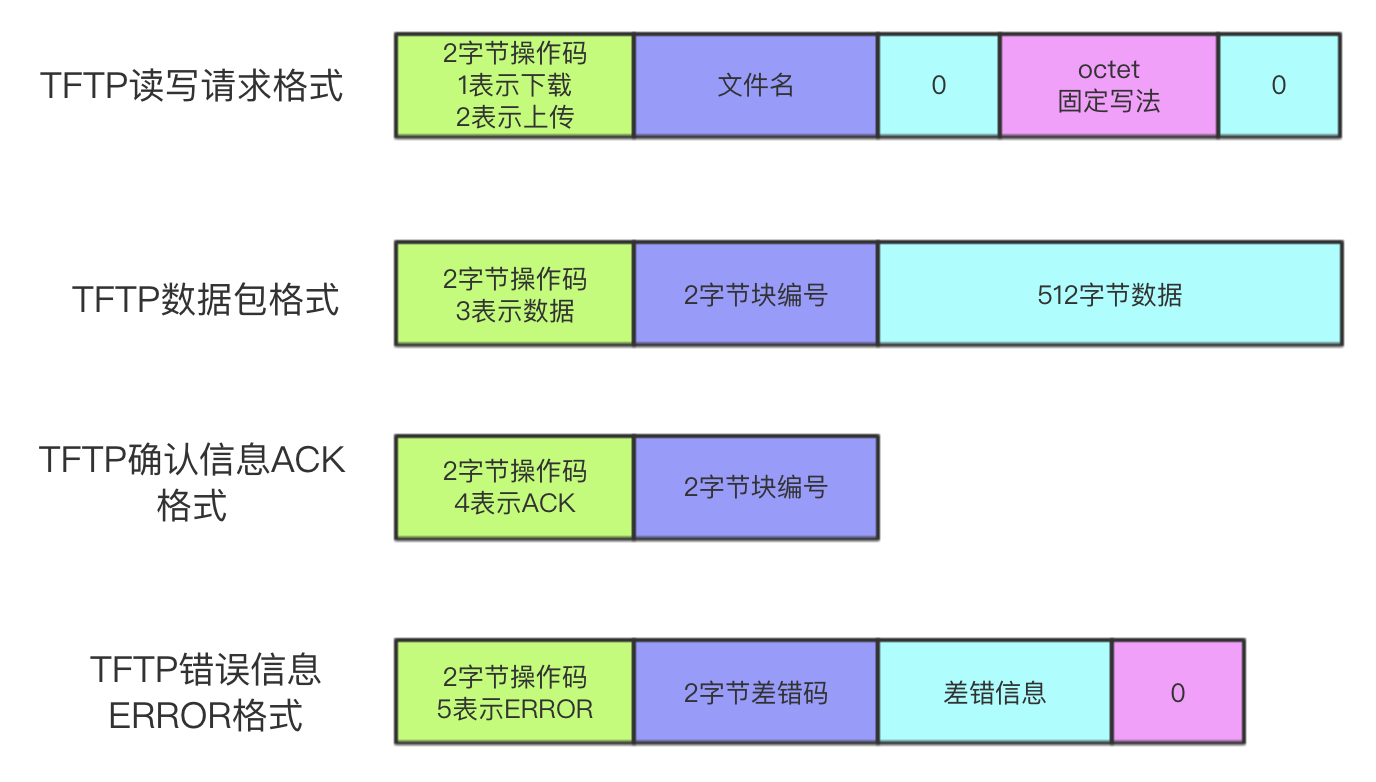 TFTP读写请求格式
2字节操作码
1表示下载
2表示上传
文件名
0
octet
固定写法
0
TFTP数据包格式
2字节操作码
3表示数据
2字节块编号
512字节数据
TFTP确认信息ACK
格式
2字节操作码
4表示ACK
2字节块编号
TFTP错误信息
ERROR格式
2字节操作码
5表示ERROR
2字节差错码
差错信息
0